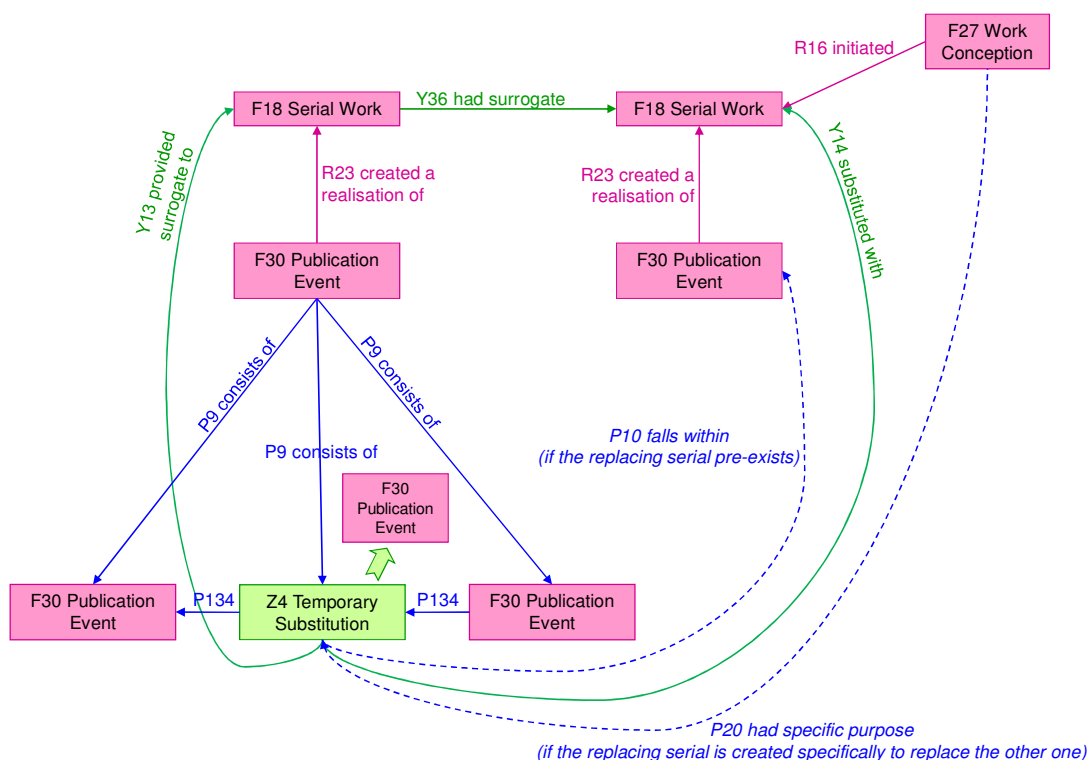 F27 Work
Conception
R16 initiated
F18 Serial Work
Y36 had surrogate
F18 Serial Work
Y13 provided
surrogate to
R23 created a
realisation of
R23 created a
realisation of
Y14 substituted with
F30 Publication
Event
F30 Publication
Event
P9 consists of
P9 consists of
P9 consists of
P10 falls within
(if the replacing serial pre-exists)
F30
Publication
Event
F30 Publication
Event
P134
Z4 Temporary
Substitution
P134
F30 Publication
Event
P20 had specific purpose
(if the replacing serial is created specifically to replace the other one)